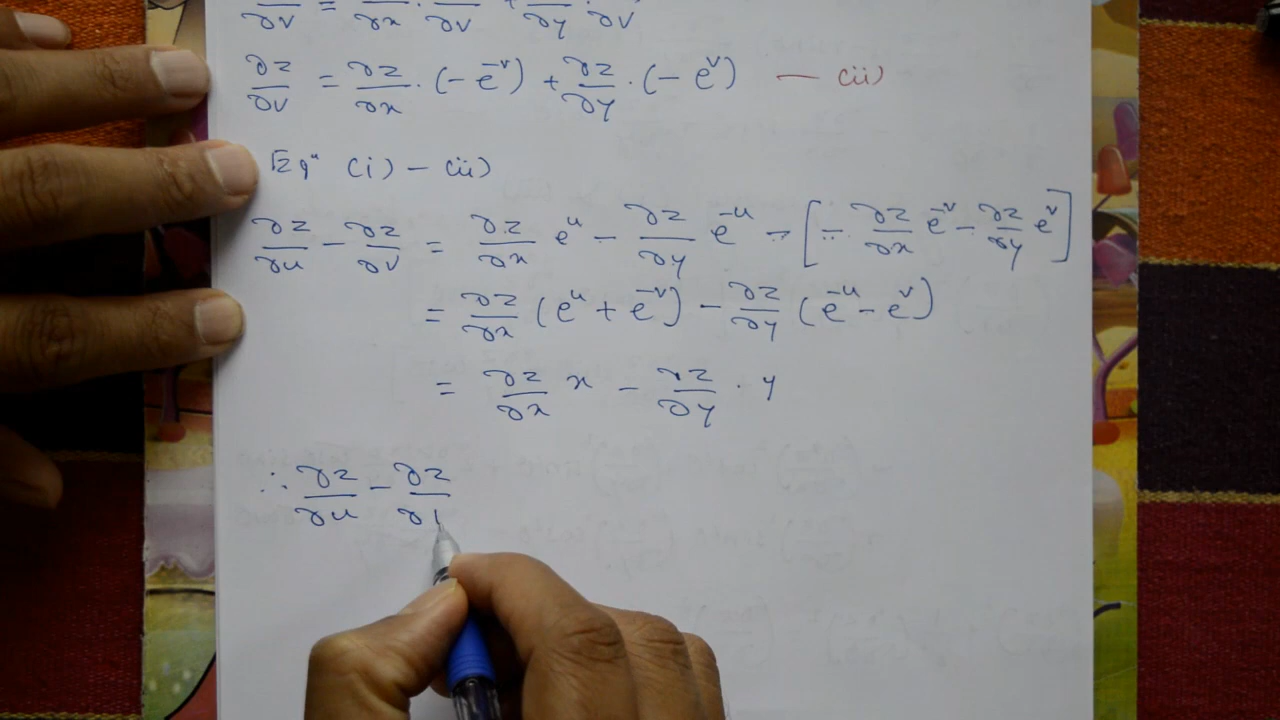 ∂z/∂v = ∂z/∂x · ∂x/∂v + ∂z/∂y · ∂y/∂v
∂z/∂v = ∂z/∂x · (- e^-v) + ∂z/∂y · (- e^v) — (ii)
Eqⁿ (i) - (ii)
∂z/∂u - ∂z/∂v = ∂z/∂x e^u - ∂z/∂y e^-u - [- ∂z/∂x e^-v - ∂z/∂y e^v]
= ∂z/∂x (e^u + e^-v) - ∂z/∂y (e^-u - e^v)
= ∂z/∂x x - ∂z/∂y · y
∴ ∂z/∂u - ∂z/∂